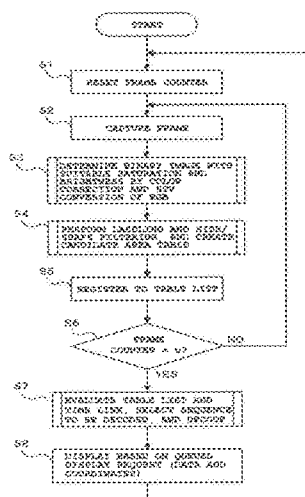 START
S1
RESET FRAME COUNTER
S2
CAPTURE FRAME
S3
DETERMINE BINARY TABLE WITH
SUITABLE SATURATION AND
BRIGHTNESS BY COLOR
CORRECTION AND HSV
CONVERSION OF RGB
S4
PERFORM LABELING AND SIZE/
SHAPE FILTERING, AND CREATE
CANDIDATE AREA TABLE
S5
REGISTER TO TABLE LIST
S6
FRAME
COUNTER =
NO
YES
S7
EVALUATE TABLE LIST AND
TIME LINK, SELECT SEQUENCE
TO BE DECODED, AND DECODE
S8
DISPLAY BASED ON QUEUED
DISPLAY REQUEST (DATA AND
COORDINATES)